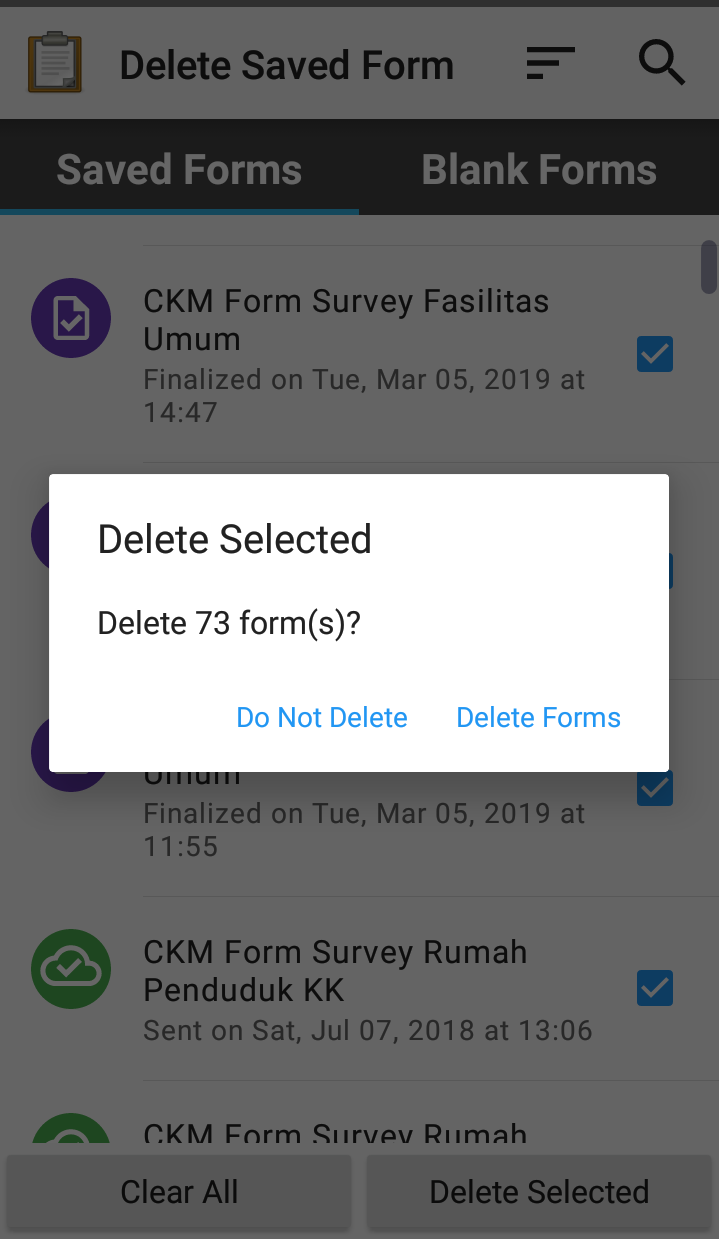 Delete Saved Form
Saved Forms
Blank Forms
CKM Form Survey Fasilitas
Umum
Finalized on Tue, Mar 05, 2019 at
14:47
Delete Selected
Delete 73 form(s)?
Do Not Delete
Delete Forms
Umum
Finalized on Tue, Mar 05, 2019 at
11:55
CKM Form Survey Rumah
Penduduk KK
Sent on Sat, Jul 07, 2018 at 13:06
CKM Form Survey Rumah
Clear All
Delete Selected